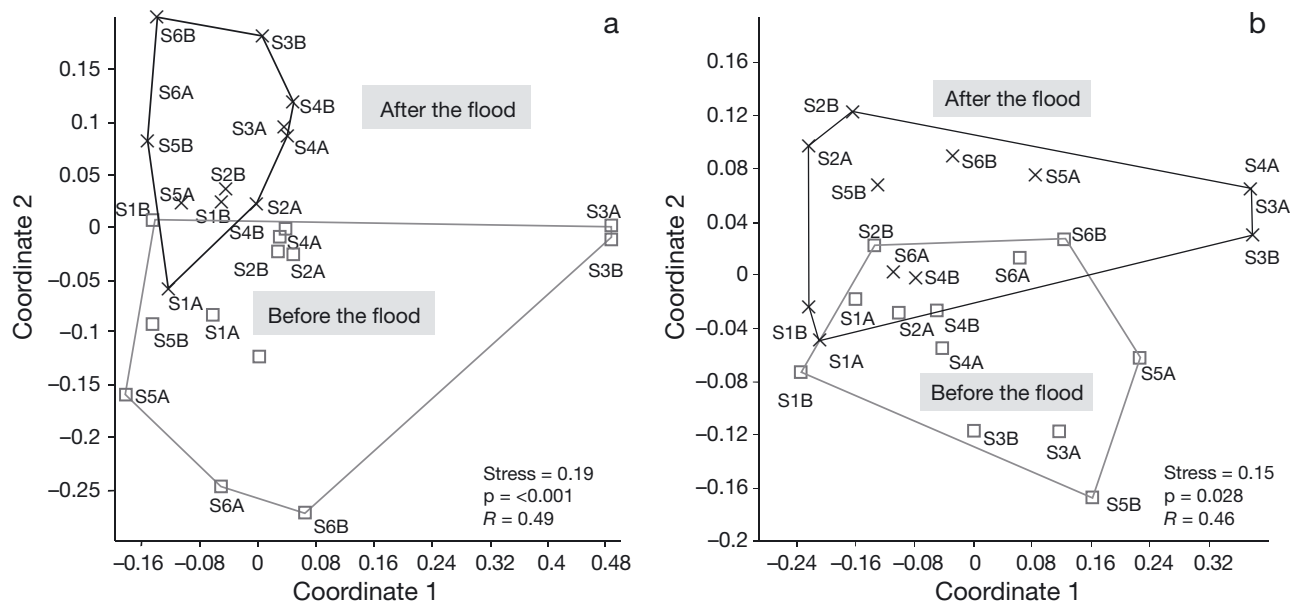 a
S6B
S3B
0.15
S6A
S4B
After the flood
0.1
S3A
S4A
S5B
0.05
S2B
S5A
S1B
S1B
S2A
S3A
0
S4B
S4A
S2B
S2A
S3B
−0.05
S1A
Before the flood
−0.1
S5B
S1A
−0.15
S5A
−0.2
−0.25
S6A
S6B
Stress = 0.19
p = <0.001
R = 0.49
Coordinate 2
−0.16 −0.08 0 0.08 0.16 0.24 0.32 0.40 0.48
Coordinate 1
b
0.16
After the flood
S2B
0.12
S2A
S6B
S4A
0.08
S5B
S5A
S3A
0.04
S2B
S6B
S3B
S6A
0
S4B
S6A
S1A
−0.04
S1B
S2A
S4B
S1A
S4A
S5A
−0.08
S1B
Before the flood
−0.12
S3B
S3A
−0.16
S5B
−0.2
Stress = 0.15
p = 0.028
R = 0.46
Coordinate 2
−0.24 −0.16 −0.08 0 0.08 0.16 0.24 0.32
Coordinate 1